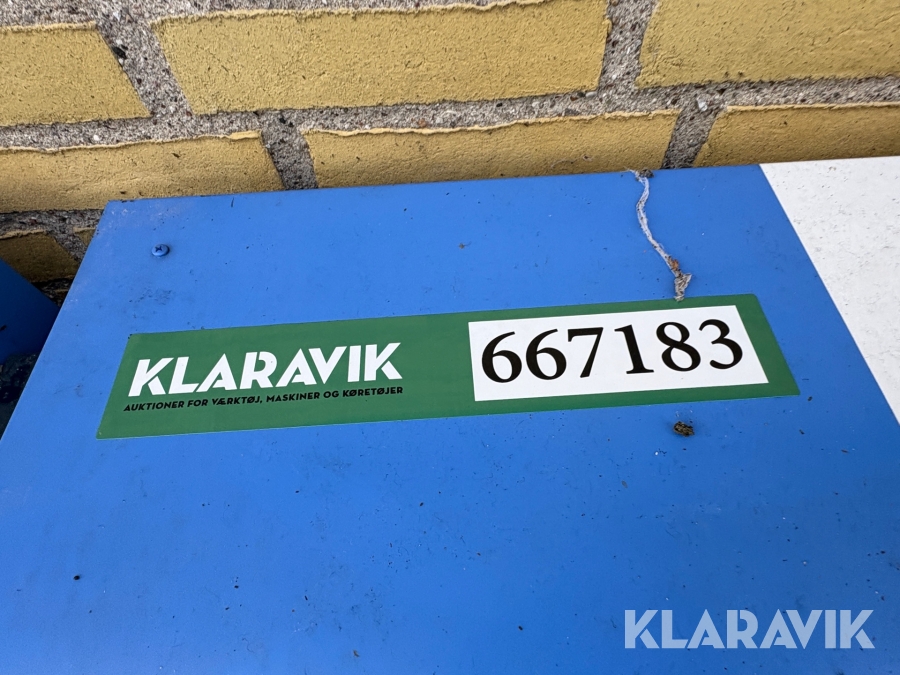 KLARAVIK
AUKTIONER FOR VÆRKTØJ, MASKINER OG KØRETØJER
667183
KLARAVIK